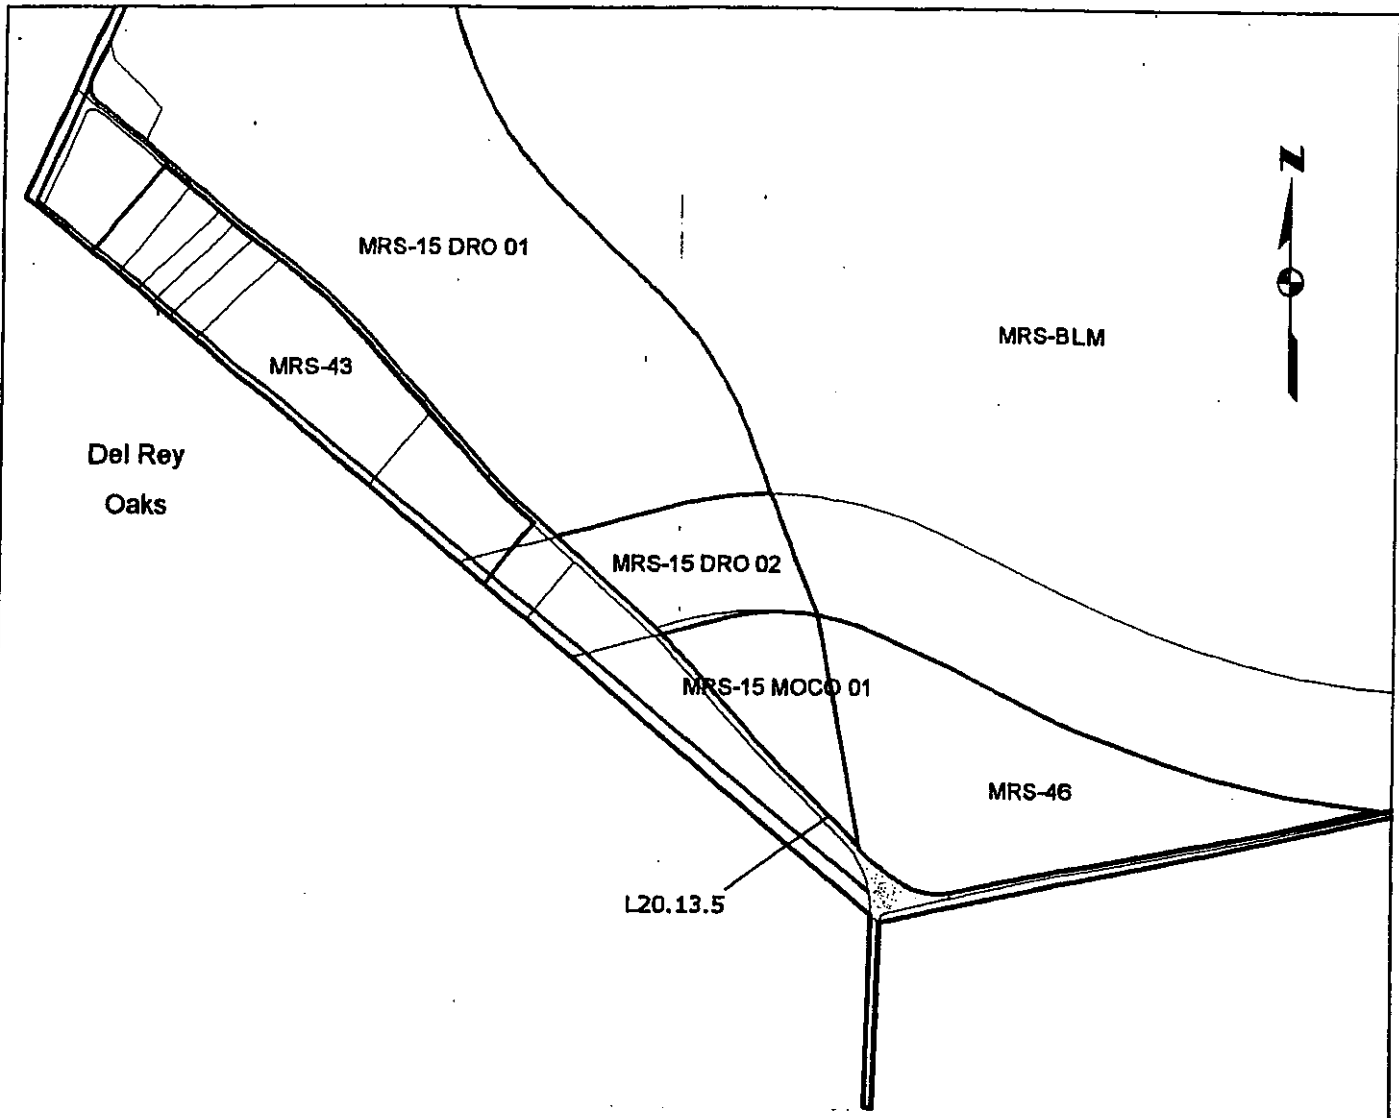 N
MRS-15 DRO 01
MRS-BLM
MRS-43
Del Rey
Oaks
MRS-15 DRO 02
MRS-15 MOCO 01
MRS-46
L20.13.5